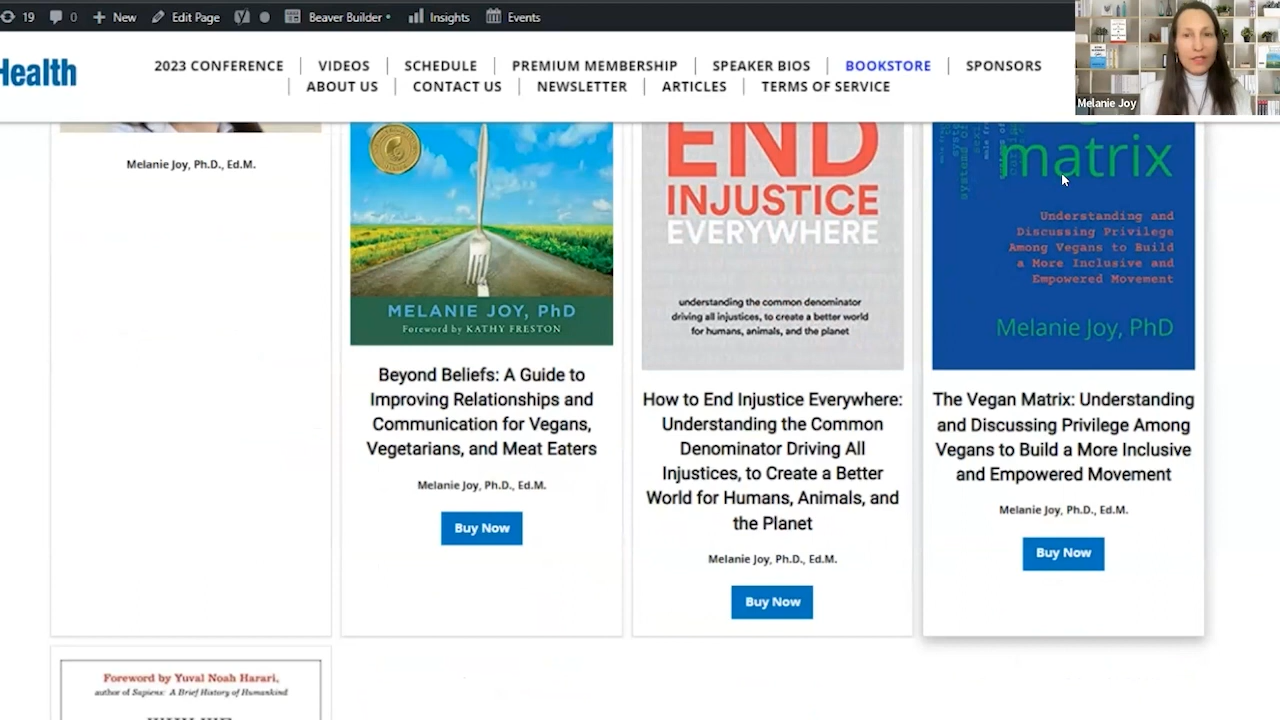 19 0 New Edit Page Beaver Builder Insights Events
Health
2023 CONFERENCE VIDEOS SCHEDULE PREMIUM MEMBERSHIP SPEAKER BIOS BOOKSTORE SPONSORS
ABOUT US CONTACT US NEWSLETTER ARTICLES TERMS OF SERVICE
Melanie Joy
Melanie Joy, Ph.D., Ed.M.
MELANIE JOY, PhD
Foreword by KATHY FRESTON
Beyond Beliefs: A Guide to
Improving Relationships and
Communication for Vegans,
Vegetarians, and Meat Eaters
Melanie Joy, Ph.D., Ed.M.
Buy Now
END
INJUSTICE
EVERYWHERE
understanding the common denominator
driving all injustices, to create a better world
for humans, animals, and the planet
How to End Injustice Everywhere:
Understanding the Common
Denominator Driving All
Injustices, to Create a Better
World for Humans, Animals, and
the Planet
Melanie Joy, Ph.D., Ed.M.
Buy Now
matrix
Understanding and
Discussing Privilege
Among Vegans to Build
a More Inclusive and
Empowered Movement
Melanie Joy, PhD
The Vegan Matrix: Understanding
and Discussing Privilege Among
Vegans to Build a More Inclusive
and Empowered Movement
Melanie Joy, Ph.D., Ed.M.
Buy Now
Foreword by Yuval Noah Harari,
author of Sapiens: A Brief History of Humankind